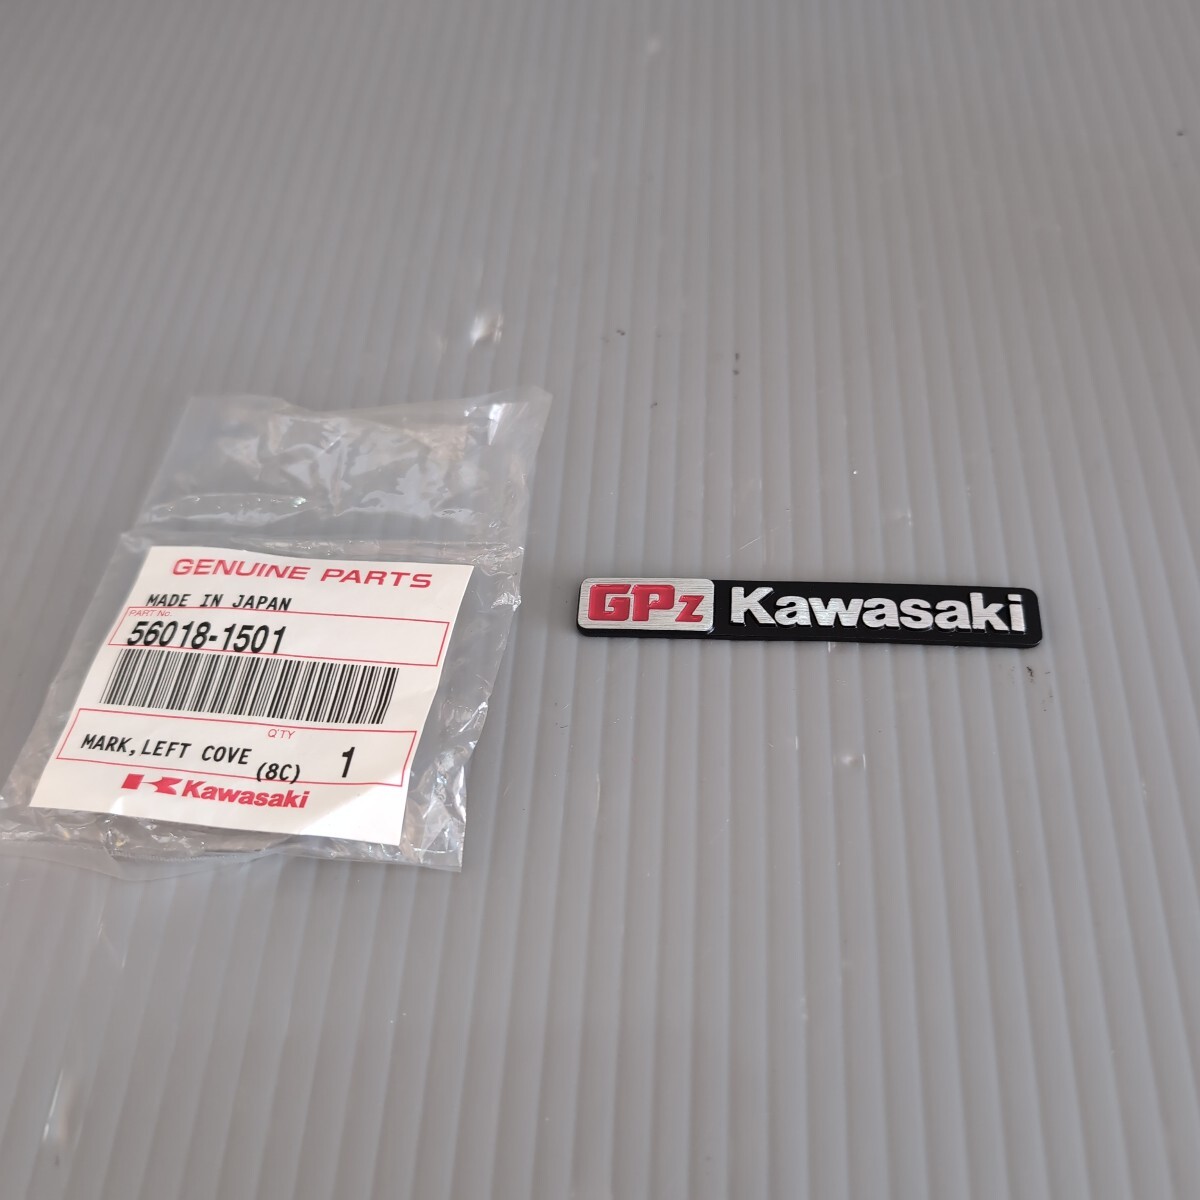 GENUINE PARTS
MADE IN JAPAN
PART No.
56018-1501
Q'TY
MARK, LEFT COVE (8C) 1
Kawasaki
GPz Kawasaki